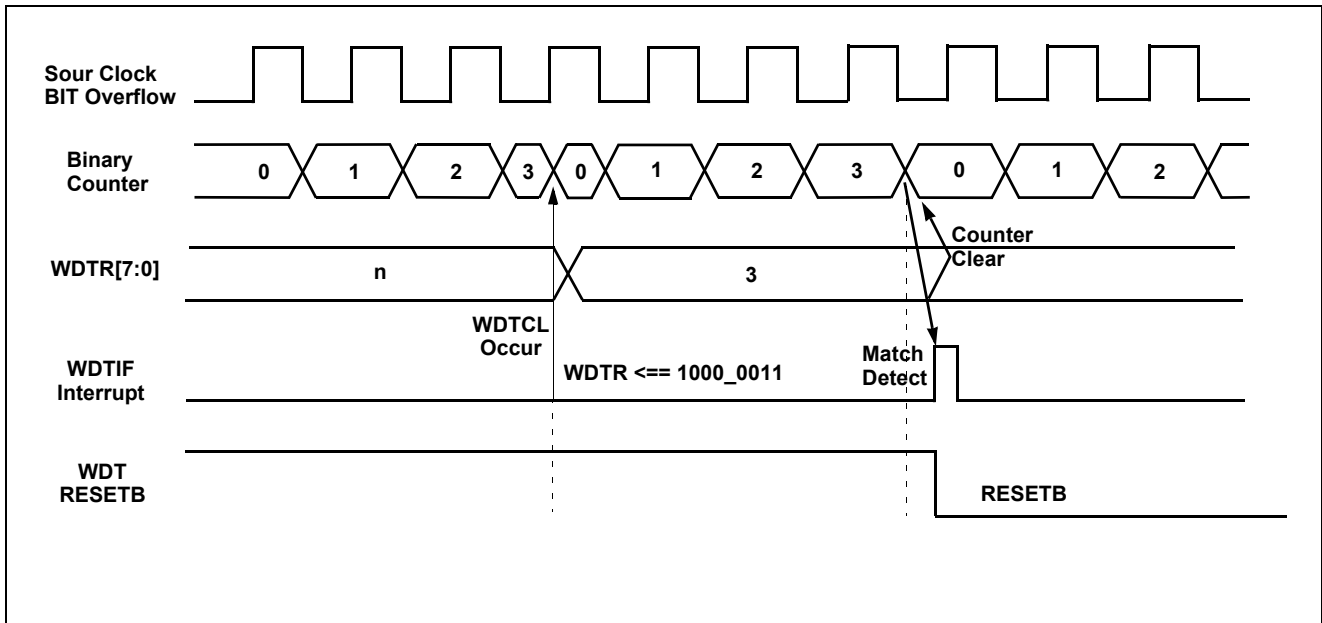 Sour Clock
BIT Overflow
Binary
Counter
0 1 2 3 0 1 2 3 0 1 2
WDTR[7:0]
n
3
Counter
Clear
WDTCL
Occur
WDTIF
Interrupt
WDTR <== 1000_0011
Match
Detect
WDT
RESETB
RESETB